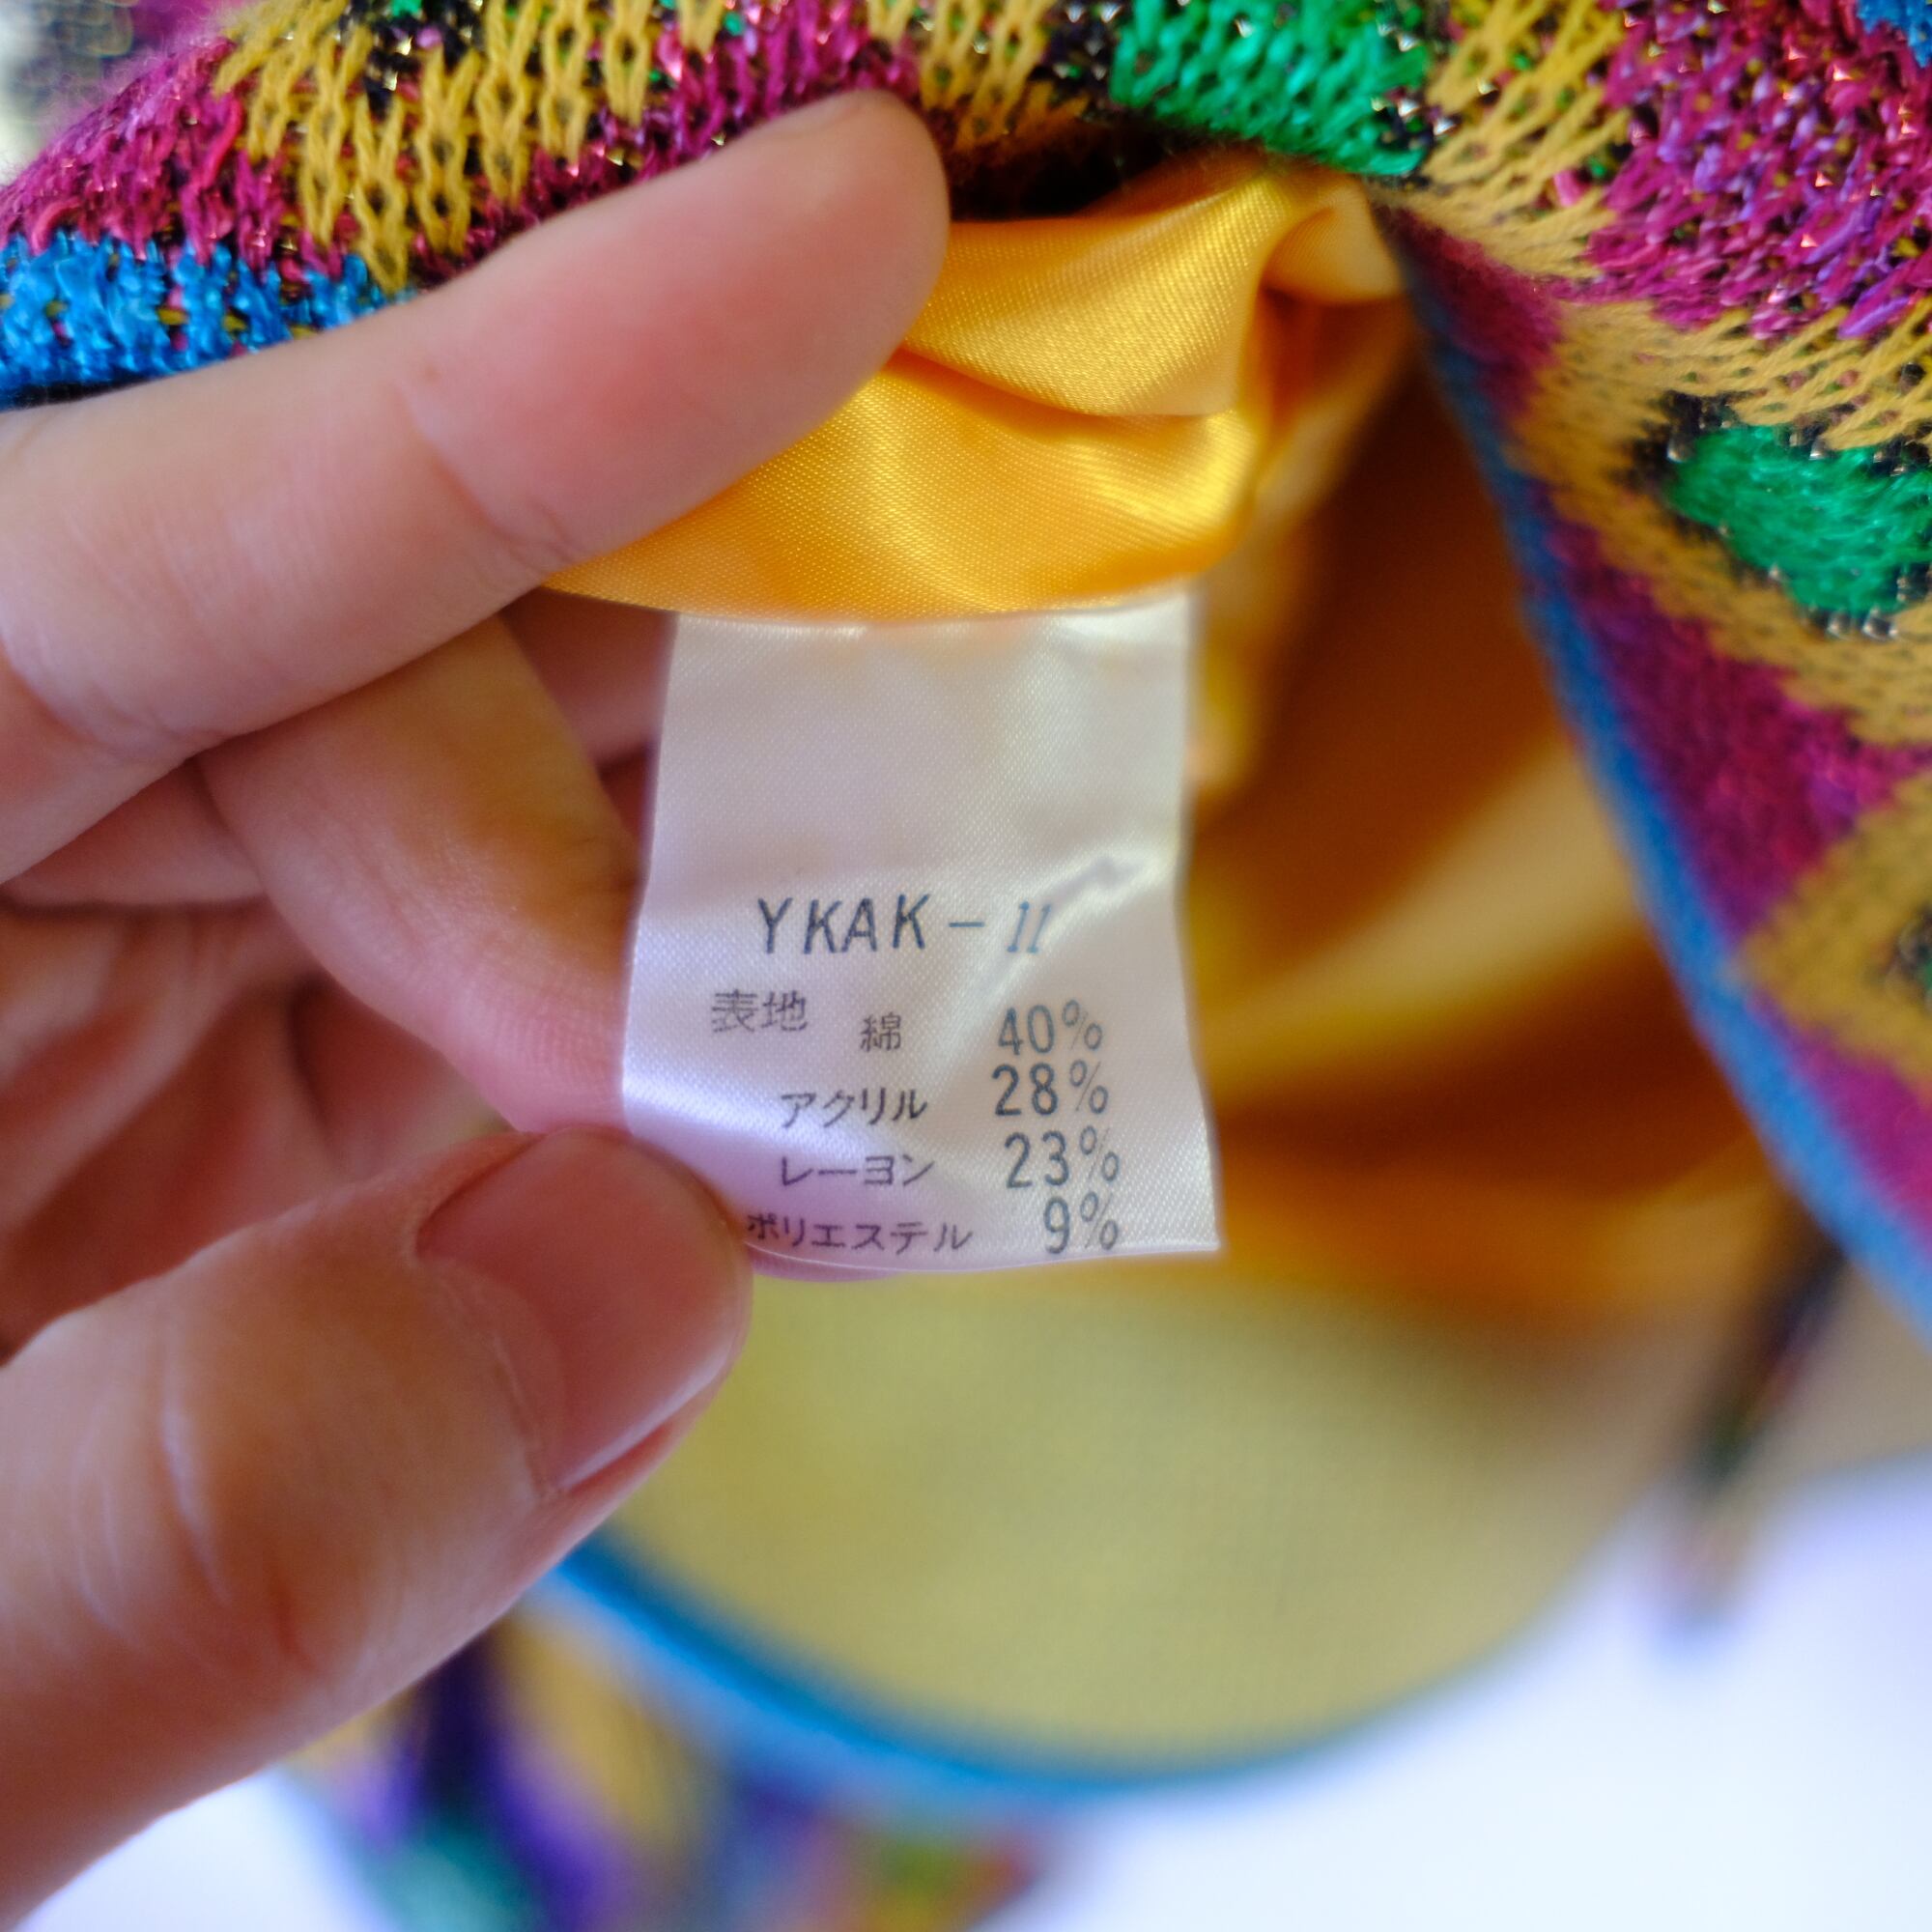 YKAK-11
表地 綿 40%
アクリル 28%
レーヨン 23%
ポリエステル 9%